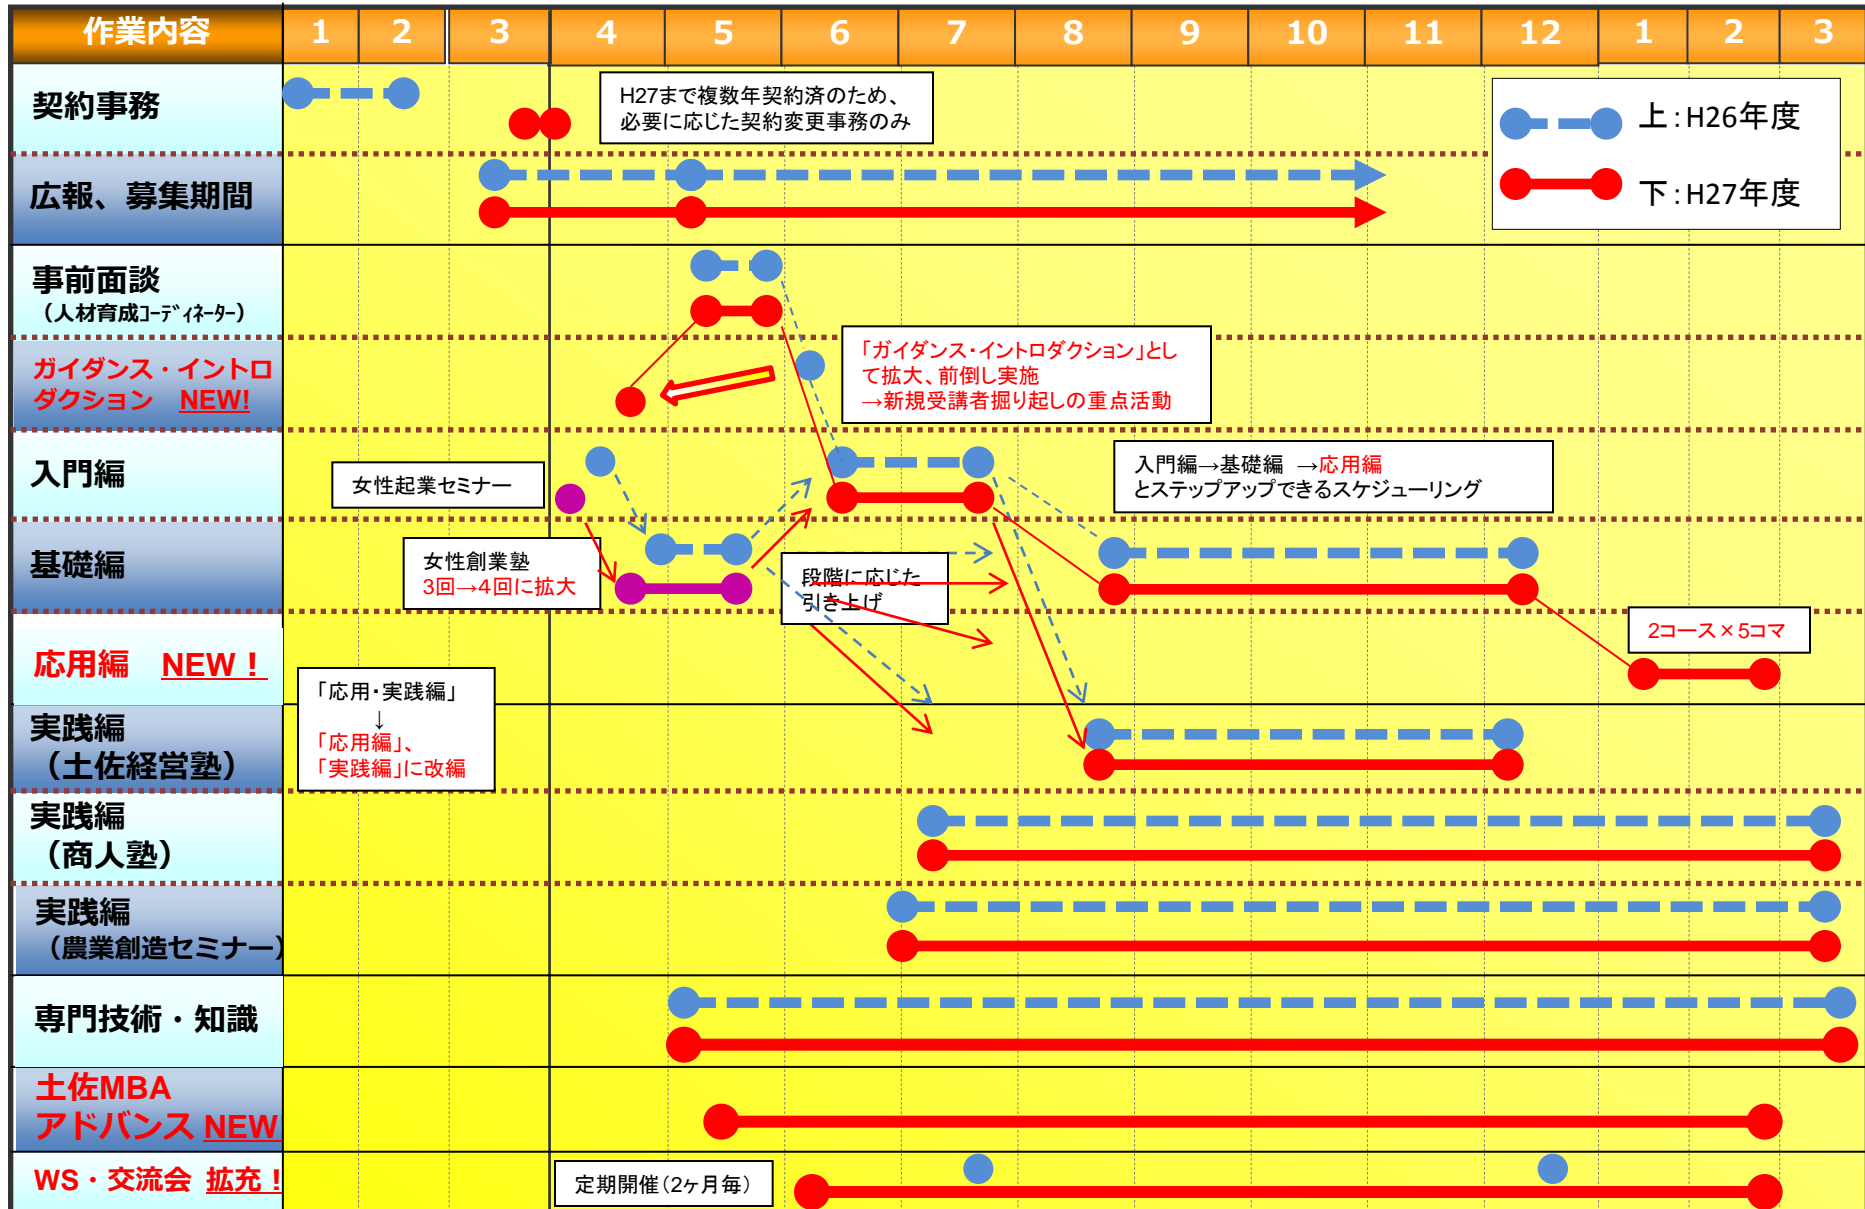 作業内容 1 2 3 4 5 6 7 8 9 10 11 12 1 2 3
契約事務
H27まで複数年契約済のため、
必要に応じた契約変更事務のみ
上：H26年度
下：H27年度
広報、募集期間
事前面談
（人材育成ｺｰﾃﾞｨﾈｰﾀｰ）
ガイダンス・イントロ
ダクション NEW!
「ガイダンス・イントロダクション」とし
て拡大、前倒し実施
→新規受講者掘り起しの重点活動
入門編
女性起業セミナー
入門編→基礎編 →応用編
とステップアップできるスケジューリング
基礎編
女性創業塾
3回→4回に拡大
段階に応じた
引き上げ
応用編 NEW！
2コース×5コマ
「応用・実践編」
↓
「応用編」、
「実践編」に改編
実践編
（土佐経営塾）
実践編
（商人塾）
実践編
（農業創造セミナー）
専門技術・知識
土佐MBA
アドバンス NEW
WS・交流会 拡充！
定期開催（2ヶ月毎）